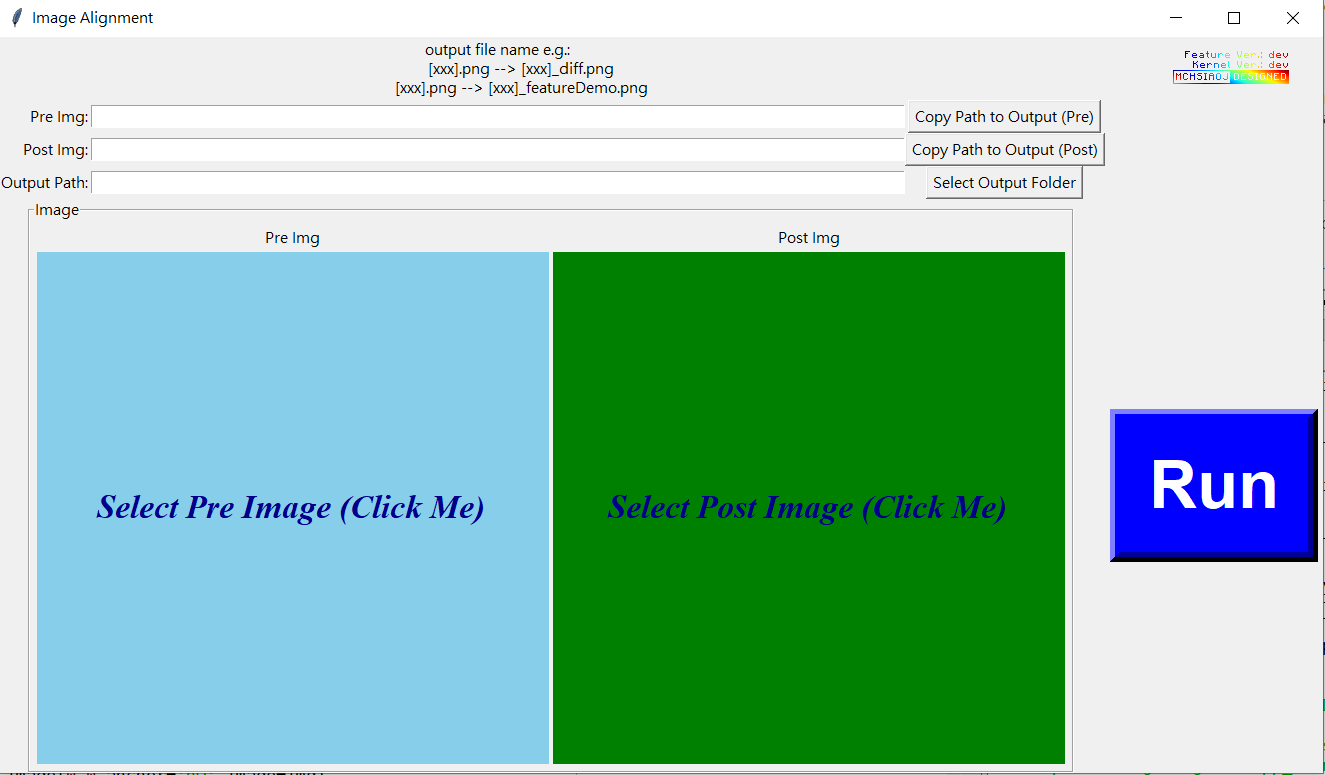 Image Alignment
output file name e.g.:
[xxx].png --> [xxx]_diff.png
[xxx].png --> [xxx]_featureDemo.png
Feature Ver.: dev
Kernel Ver.: dev
MCHSIAOJ DESIGNED
Pre Img:
Copy Path to Output (Pre)
Post Img:
Copy Path to Output (Post)
Output Path:
Select Output Folder
Image
Pre Img
Post Img
Select Pre Image (Click Me)
Select Post Image (Click Me)
Run